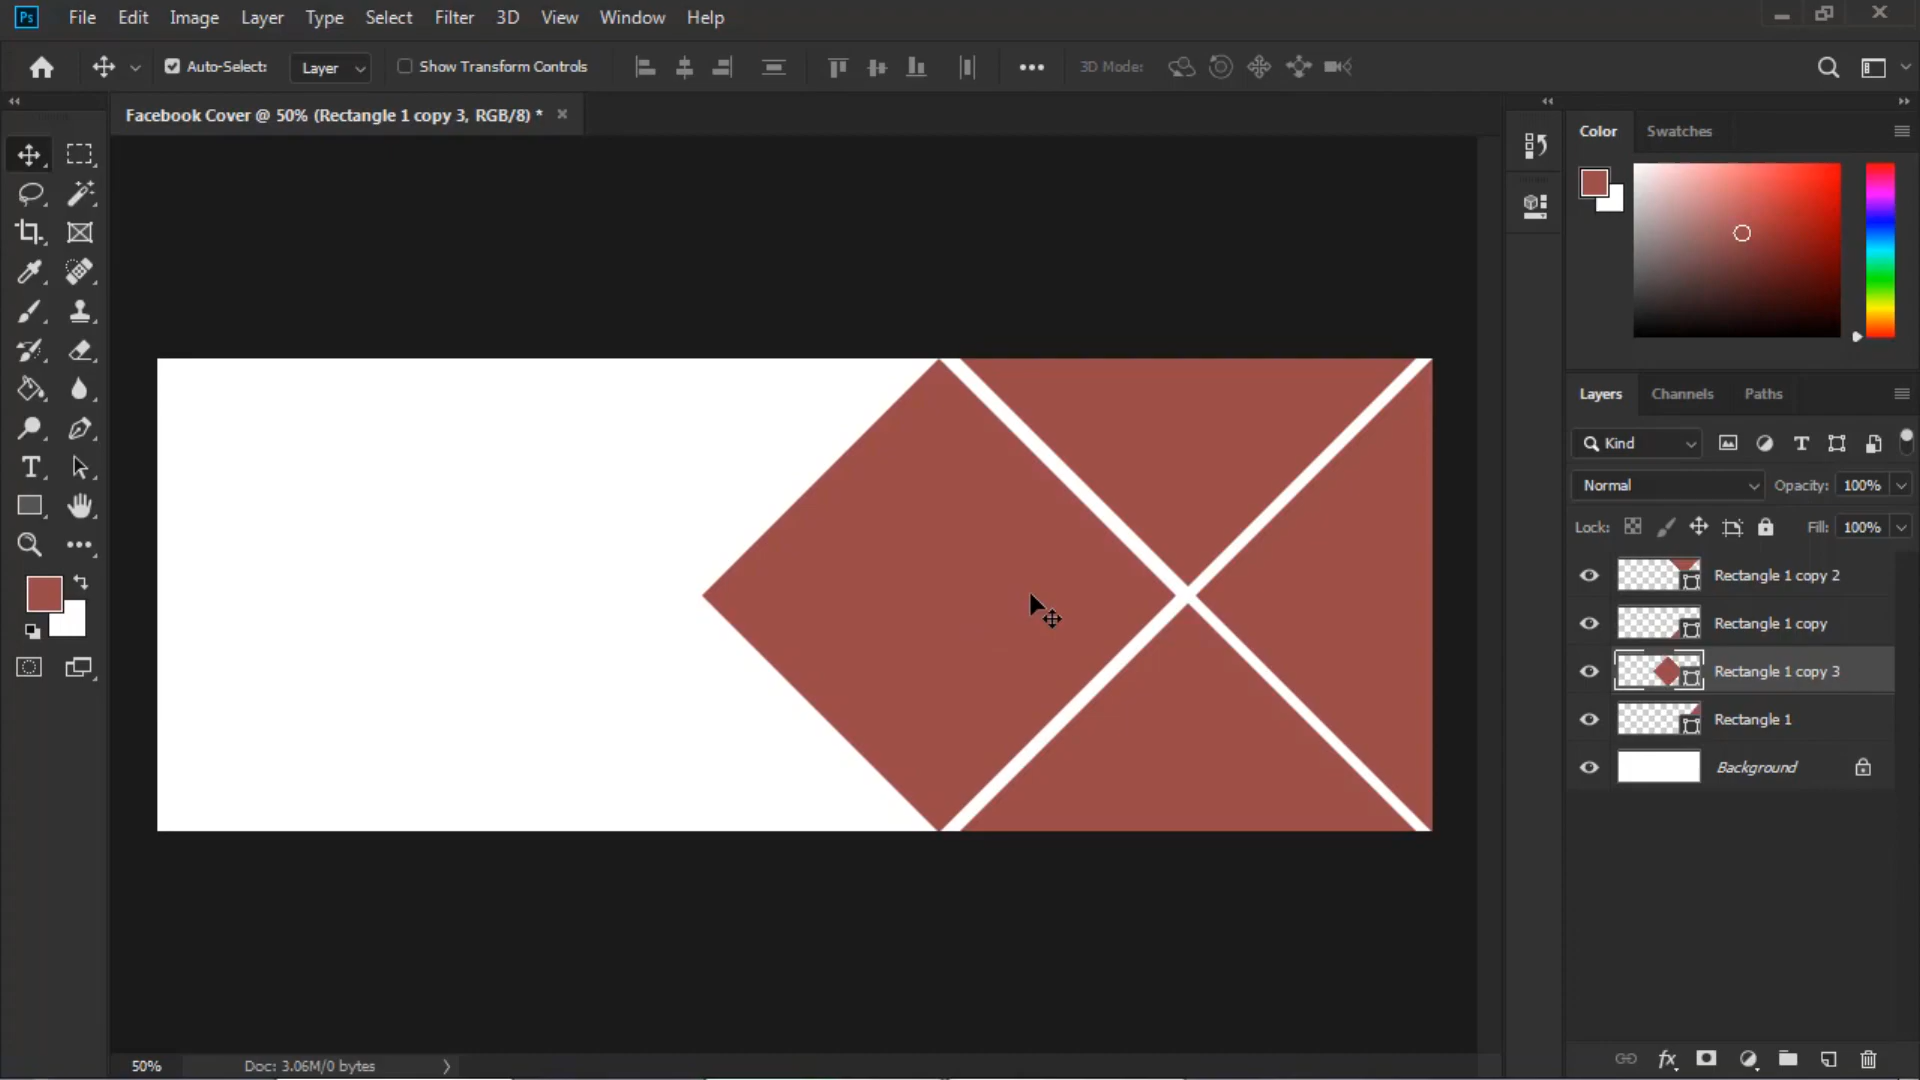 Ps File Edit Image Layer Type Select Filter 3D View Window Help
Auto-Select: Layer Show Transform Controls 3D Mode:
Facebook Cover @ 50% (Rectangle 1 copy 3, RGB/8) *
Color Swatches
Layers Channels Paths
Kind
Normal Opacity: 100%
Lock: Fill: 100%
Rectangle 1 copy 2
Rectangle 1 copy
Rectangle 1 copy 3
Rectangle 1
Background
50% Doc: 3.06M/0 bytes